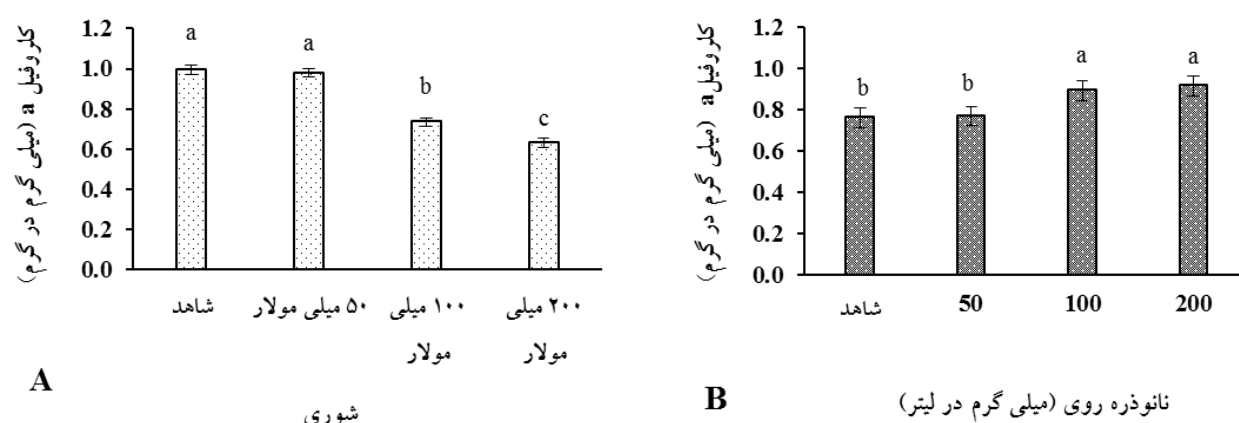 کلروفیل a (میلی گرم در گرم)
1.2
1.0
0.8
0.6
0.4
0.2
0.0
a
a
b
c
شاهد
۵۰ میلی مولار
۱۰۰ میلی
مولار
۲۰۰ میلی
مولار
A
شوری
کلروفیل a (میلی گرم در گرم)
1.2
1.0
0.8
0.6
0.4
0.2
0.0
b
b
a
a
شاهد
50
100
200
B
نانوذره روی (میلی گرم در لیتر)